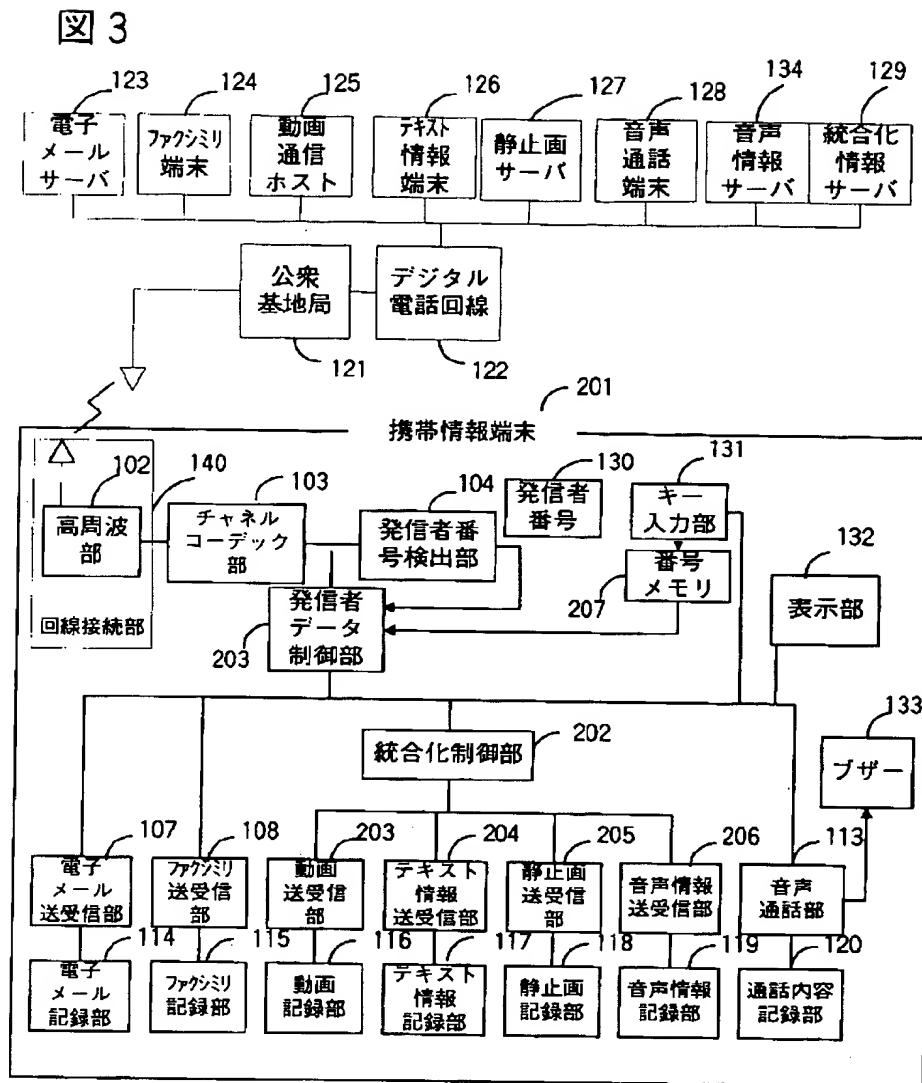 図3
123
124
125
126
127
128
134
129
電子
メール
サーバ
ファクシミリ
端末
動画
通信
ホスト
テキスト
情報
端末
静止画
サーバ
音声
通話
端末
音声
情報
サーバ
統合化
情報
サーバ
公衆
基地局
デジタル
電話回線
121
122
201
携帯情報端末
102
140
103
104
130
131
高周波
部
チャネル
コーデック
部
発信者番
号検出部
発信者
番号
キー
入力部
132
回線接続部
203
発信者
データ
制御部
207
番号
メモリ
表示部
統合化制御部
202
133
ブザー
107
108
203
204
205
206
113
電子
メール
送受信部
ファクシミリ
送受信
部
動画
送受信
部
テキスト
情報
送受信部
静止画
送受信
部
音声情報
送受信部
音声
通話部
114
115
116
117
118
119
120
電子
メール
記録部
ファクシミリ
記録部
動画
記録部
テキスト
情報
記録部
静止画
記録部
音声情報
記録部
通話内容
記録部